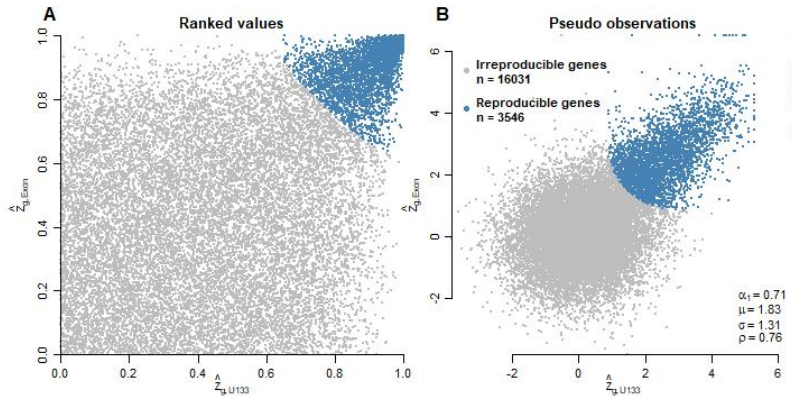 A
Ranked values
1.0
0.8
0.6
0.4
0.2
0.0
Ẑg,Exon
0.0 0.2 0.4 0.6 0.8 1.0
Ẑg,U133
B
Pseudo observations
Irreproducible genes
n = 16031
Reproducible genes
n = 3546
6
4
2
0
-2
Ẑg,Exon
α1 = 0.71
μ = 1.83
σ = 1.31
ρ = 0.76
-2 0 2 4 6
Ẑg,U133